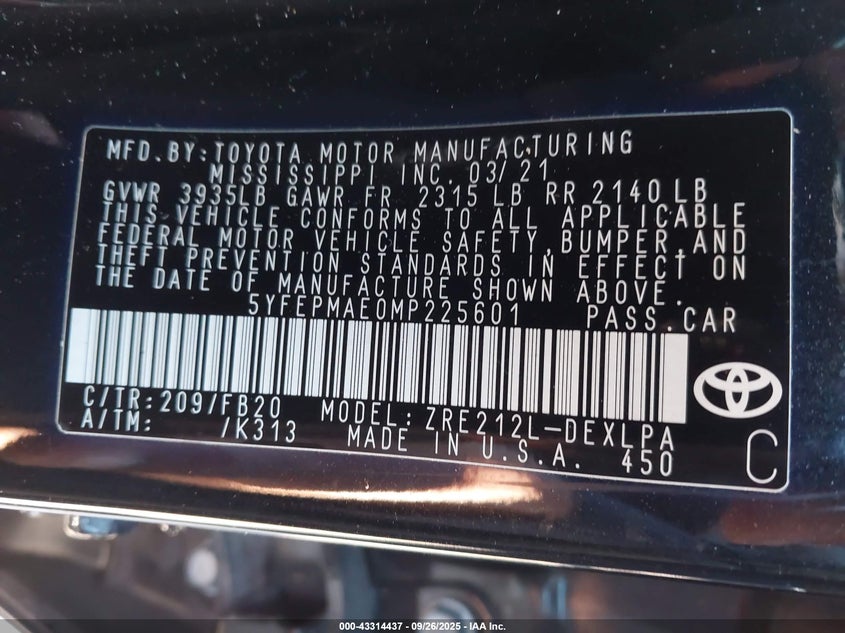 MFD.BY:TOYOTA MOTOR MANUFACTURING
MISSISSIPPI INC. 03/21
GVWR 3935LB GAWR FR 2315 LB RR 2140 LB
THIS VEHICLE CONFORMS TO ALL APPLICABLE
FEDERAL MOTOR VEHICLE SAFETY,BUMPER,AND
THEFT PREVENTION STANDARDS IN EFFECT ON
THE DATE OF MANUFACTURE SHOWN ABOVE.
5YFEPMAE0MP225601 PASS.CAR
C/TR:209/FB20 MODEL:ZRE212L-DEXLPA
A/TM: /K313 MADE IN U.S.A. 450
C
000-43314437 - 09/26/2025 - IAA Inc.